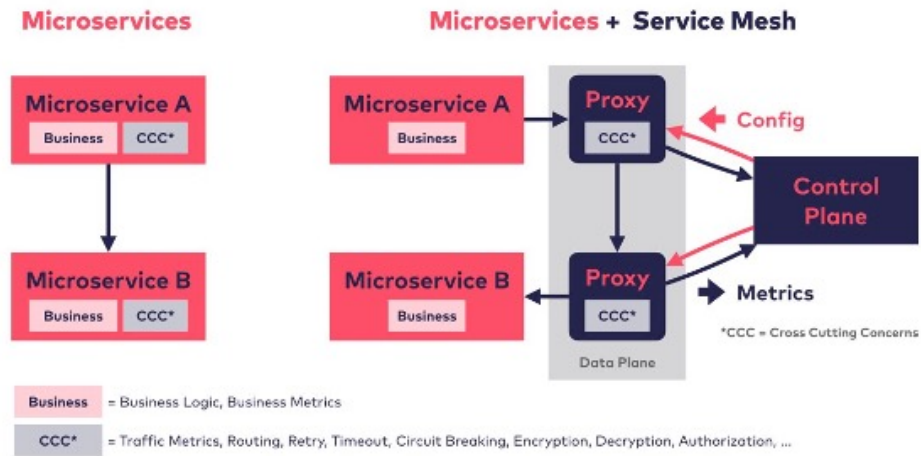 Microservices
Microservices + Service Mesh
Microservice A
Business CCC*
Microservice B
Business CCC*
Microservice A
Business
Proxy
CCC*
Config
Control
Plane
Microservice B
Business
Proxy
CCC*
Metrics
*CCC = Cross Cutting Concerns
Data Plane
Business = Business Logic, Business Metrics
CCC* = Traffic Metrics, Routing, Retry, Timeout, Circuit Breaking, Encryption, Decryption, Authorization, ...